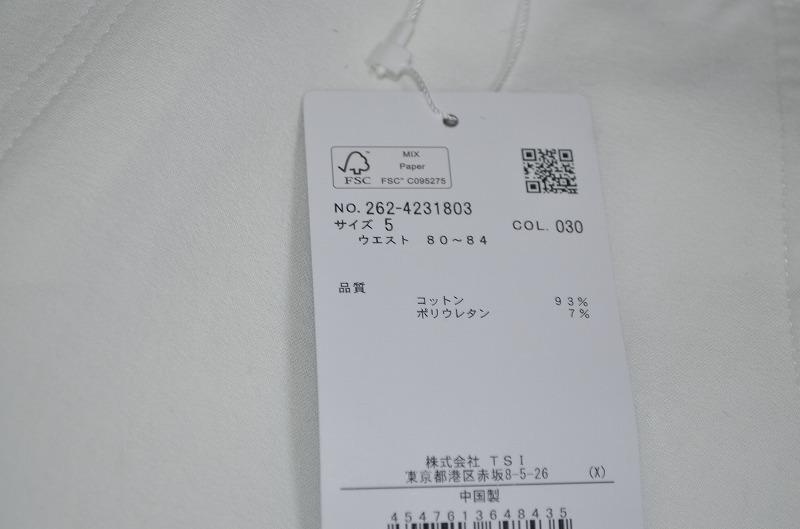 MIX
Paper
FSC™ C095275
FSC
NO. 262-4231803
サイズ 5 COL. 030
ウエスト 80～84
品質
コットン 93%
ポリウレタン 7%
株式会社 TSI
東京都港区赤坂8-5-26 (X)
中国製
4547613648435